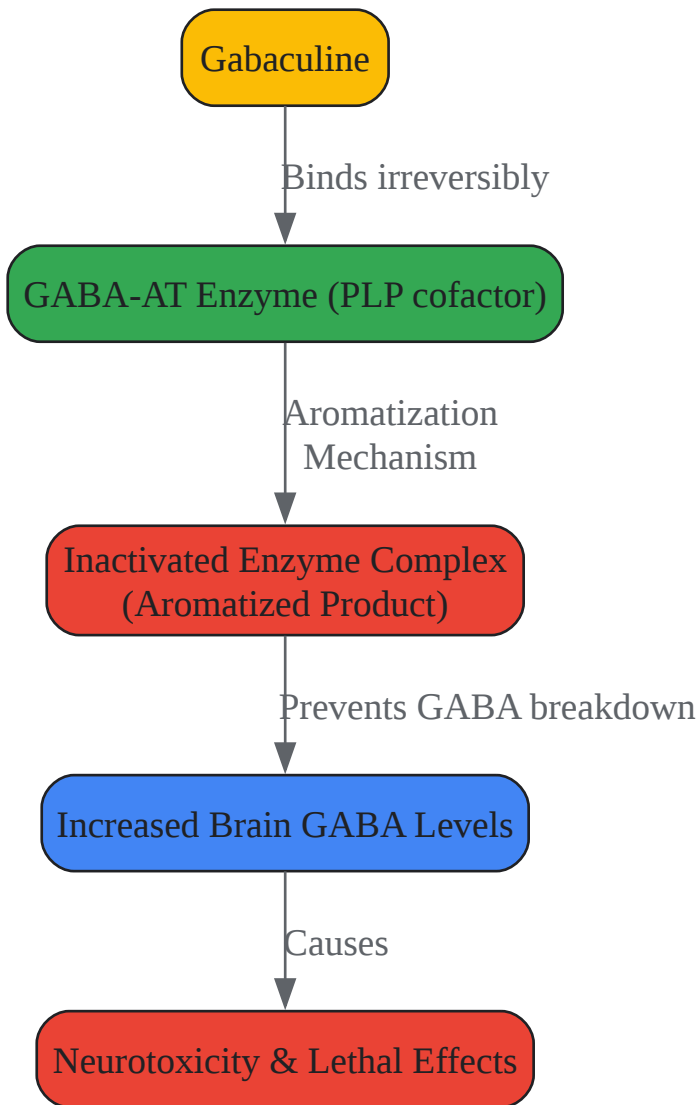 Gabaculine
Binds irreversibly
GABA-AT Enzyme (PLP cofactor)
Aromatization
Mechanism
Inactivated Enzyme Complex
(Aromatized Product)
Prevents GABA breakdown
Increased Brain GABA Levels
Causes
Neurotoxicity & Lethal Effects